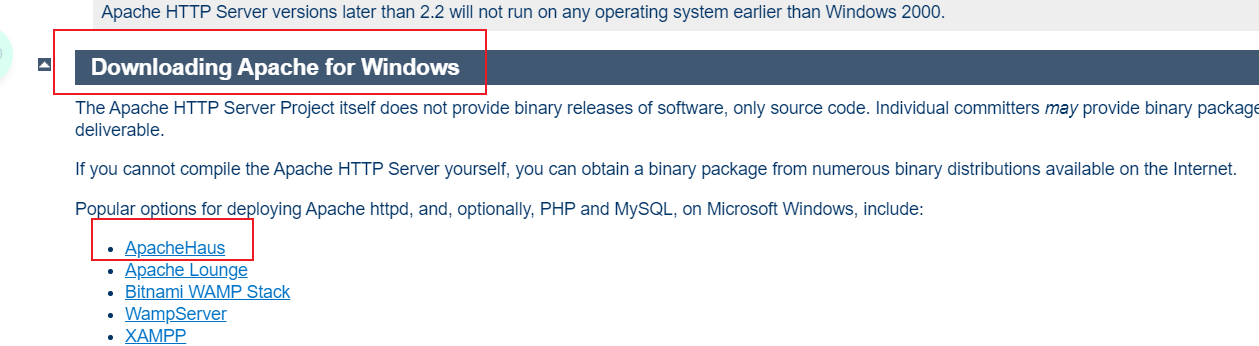 Apache HTTP Server versions later than 2.2 will not run on any operating system earlier than Windows 2000.
Downloading Apache for Windows
The Apache HTTP Server Project itself does not provide binary releases of software, only source code. Individual committers may provide binary package
deliverable.
If you cannot compile the Apache HTTP Server yourself, you can obtain a binary package from numerous binary distributions available on the Internet.
Popular options for deploying Apache httpd, and, optionally, PHP and MySQL, on Microsoft Windows, include:
• ApacheHaus
• Apache Lounge
• Bitnami WAMP Stack
• WampServer
• XAMPP